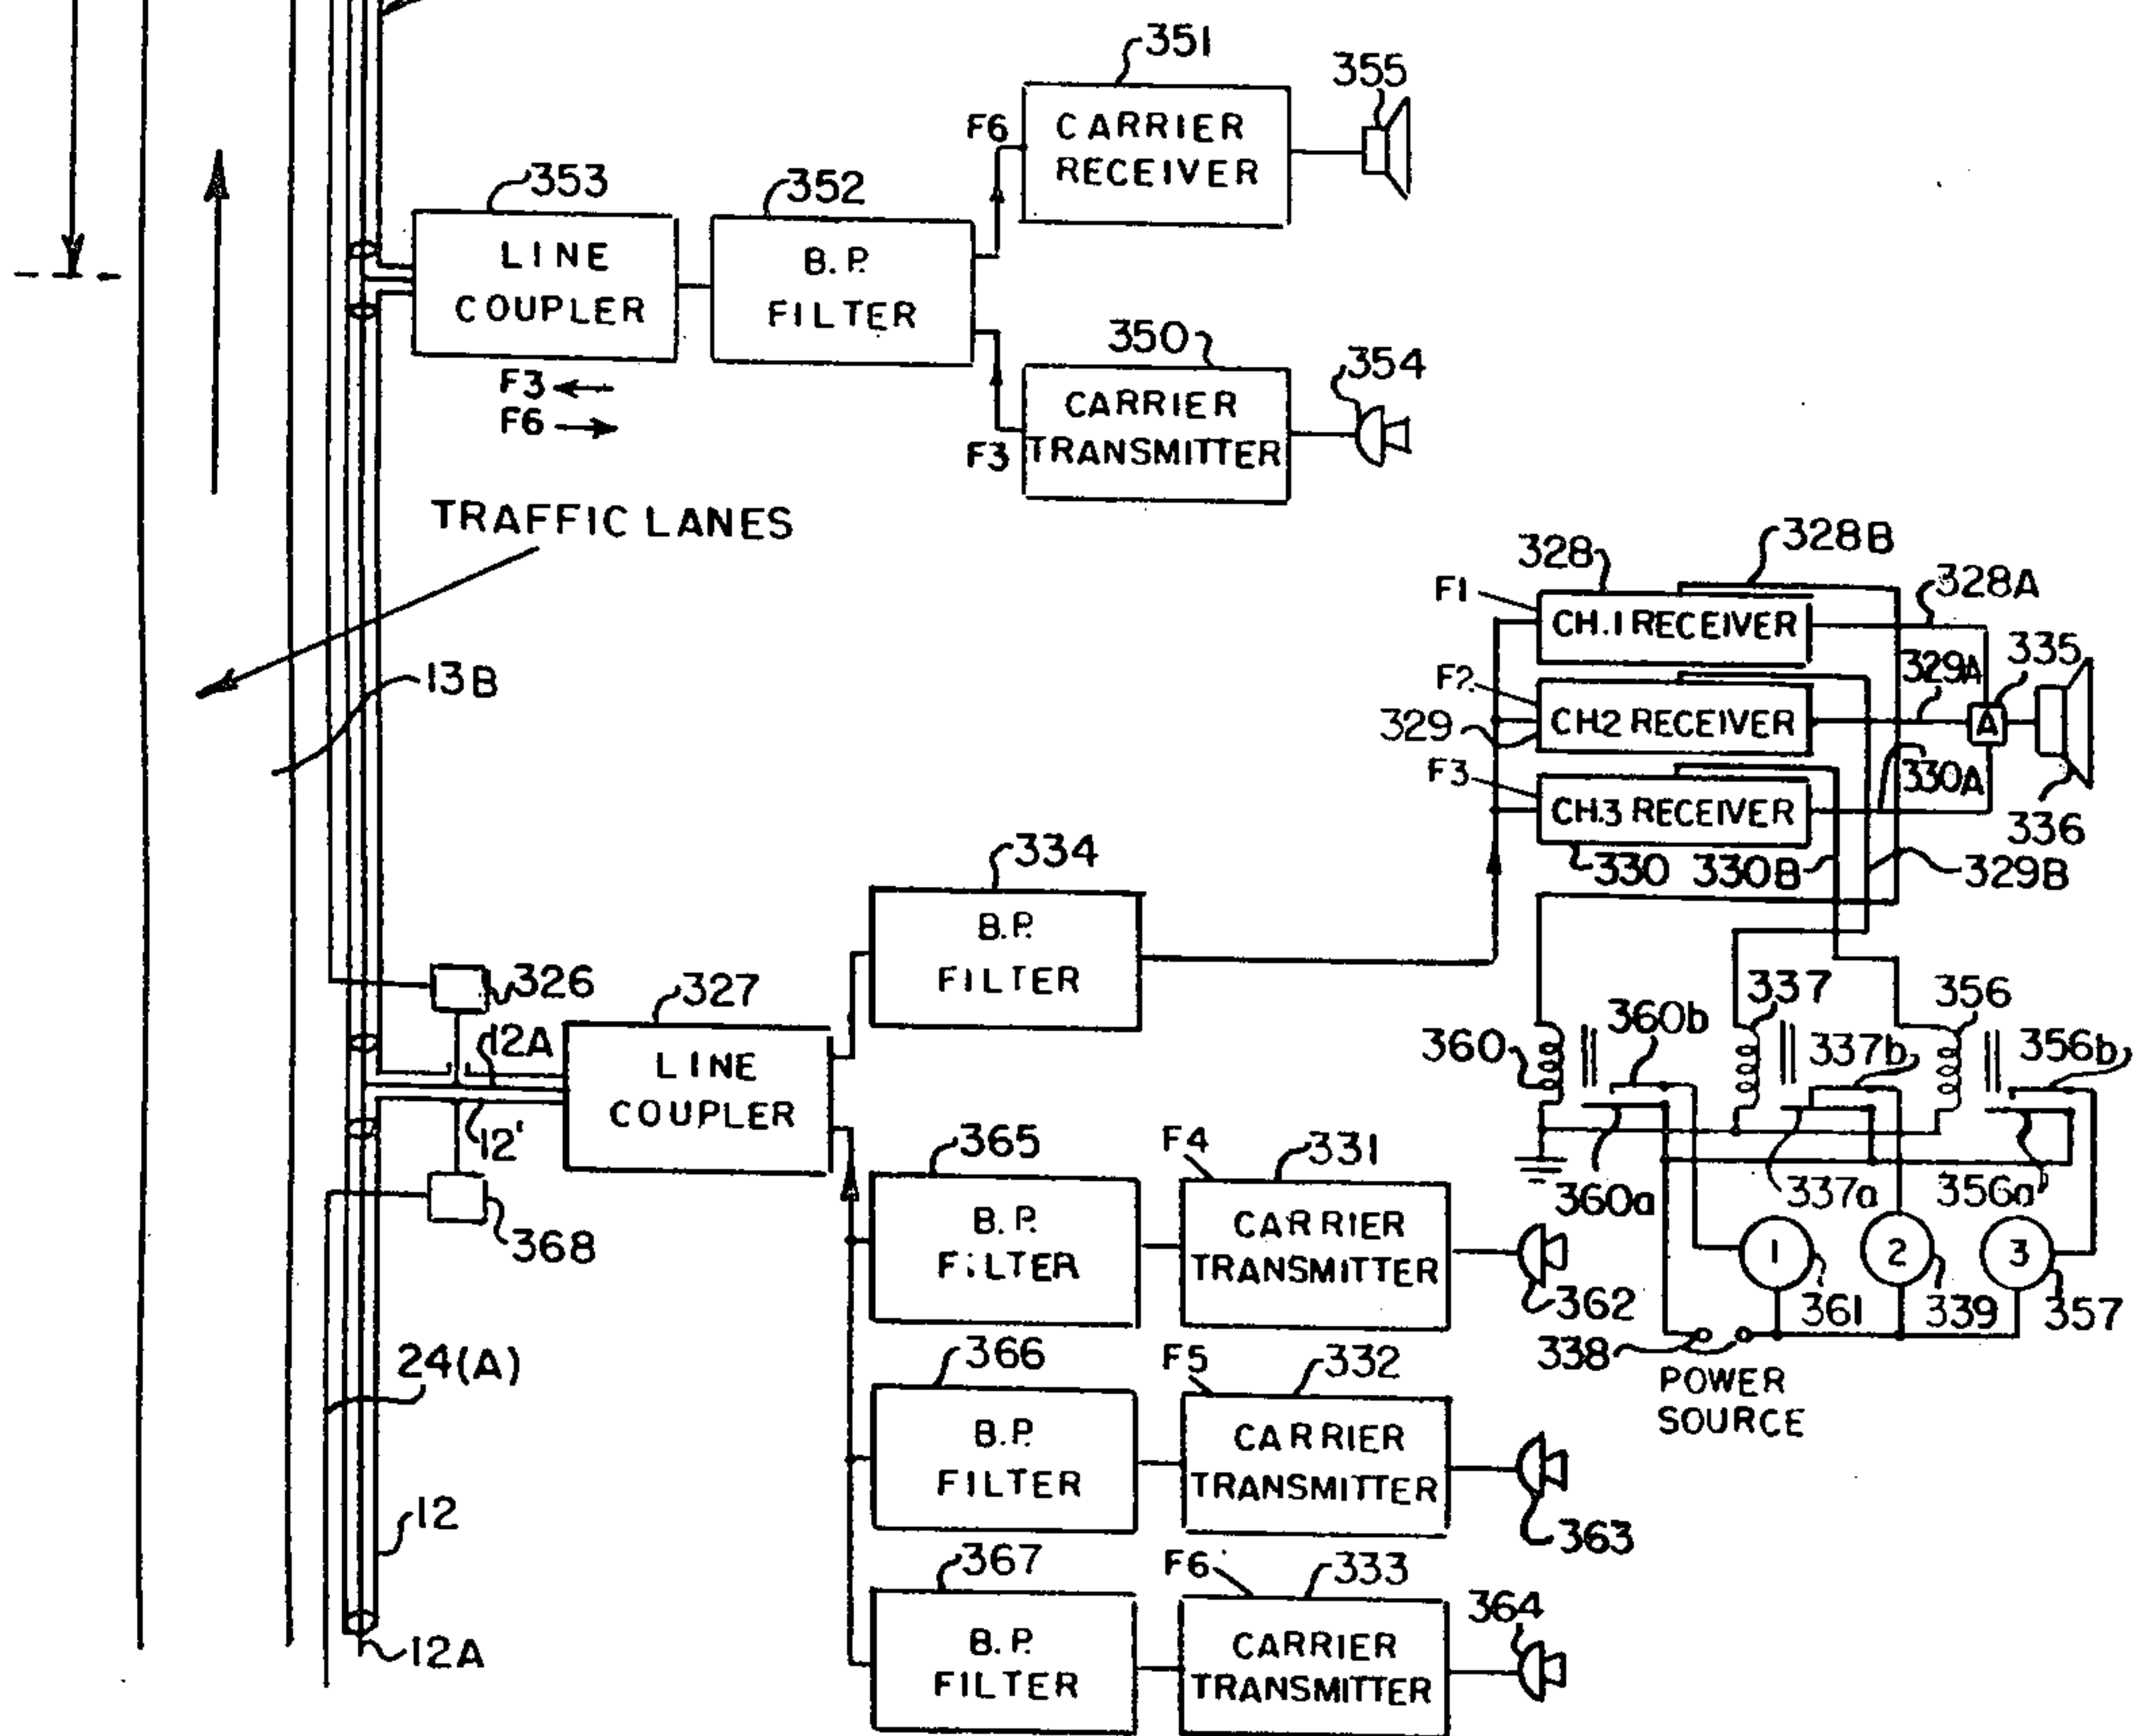 351
355
F6
CARRIER
RECEIVER
353
352
LINE
COUPLER
B.P.
FILTER
350
354
F3
F6
CARRIER
TRANSMITTER
F3
TRAFFIC LANES
328B
328
F1
328A
CH.1 RECEIVER
335
329A
13B
F2
CH2 RECEIVER
A
329
F3
330A
CH.3 RECEIVER
336
334
330
330B
329B
B.P.
FILTER
326
327
337
356
12A
360b
360
337b
356b
LINE
COUPLER
12'
365
F4
331
360a
337a
356a
B.P.
FILTER
CARRIER
TRANSMITTER
1
2
3
368
362
361
339
357
338
24(A)
366
F5
332
POWER
SOURCE
B.P.
FILTER
CARRIER
TRANSMITTER
12
363
367
F6
333
364
12A
B.P.
FILTER
CARRIER
TRANSMITTER